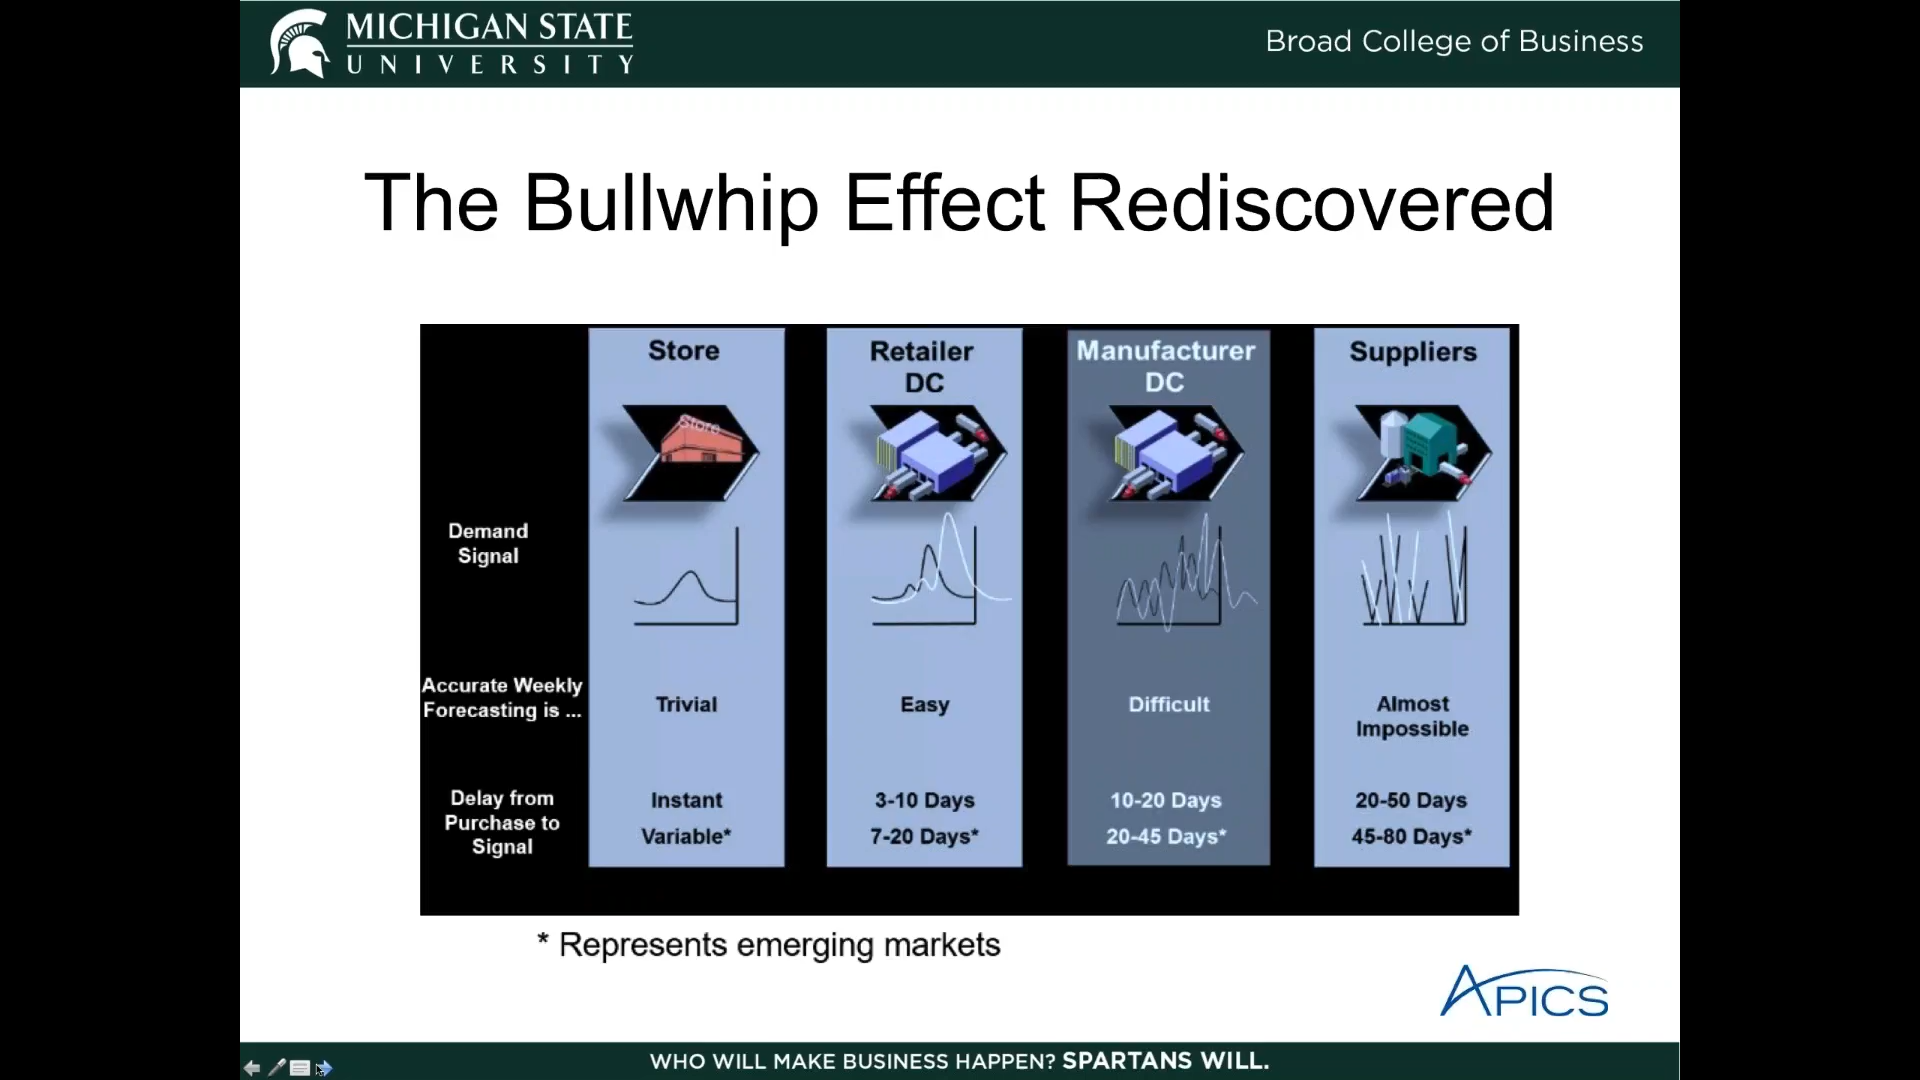 MICHIGAN STATE
UNIVERSITY
Broad College of Business
The Bullwhip Effect Rediscovered
Store
Retailer
DC
Manufacturer
DC
Suppliers
Store
Demand
Signal
Accurate Weekly
Forecasting is ...
Trivial
Easy
Difficult
Almost
Impossible
Delay from
Purchase to
Signal
Instant
3-10 Days
10-20 Days
20-50 Days
Variable*
7-20 Days*
20-45 Days*
45-80 Days*
* Represents emerging markets
APICS
WHO WILL MAKE BUSINESS HAPPEN? SPARTANS WILL.